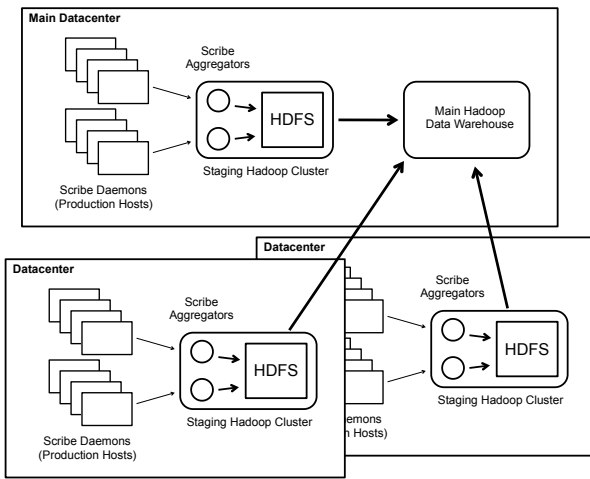 Main Datacenter
Scribe
Aggregators
HDFS
Main Hadoop
Data Warehouse
Staging Hadoop Cluster
Scribe Daemons
(Production Hosts)
Datacenter
Scribe
Aggregators
HDFS
Staging Hadoop Cluster
Datacenter
Scribe
Aggregators
HDFS
Staging Hadoop Cluster
Scribe Daemons
(Production Hosts)
Hosts)